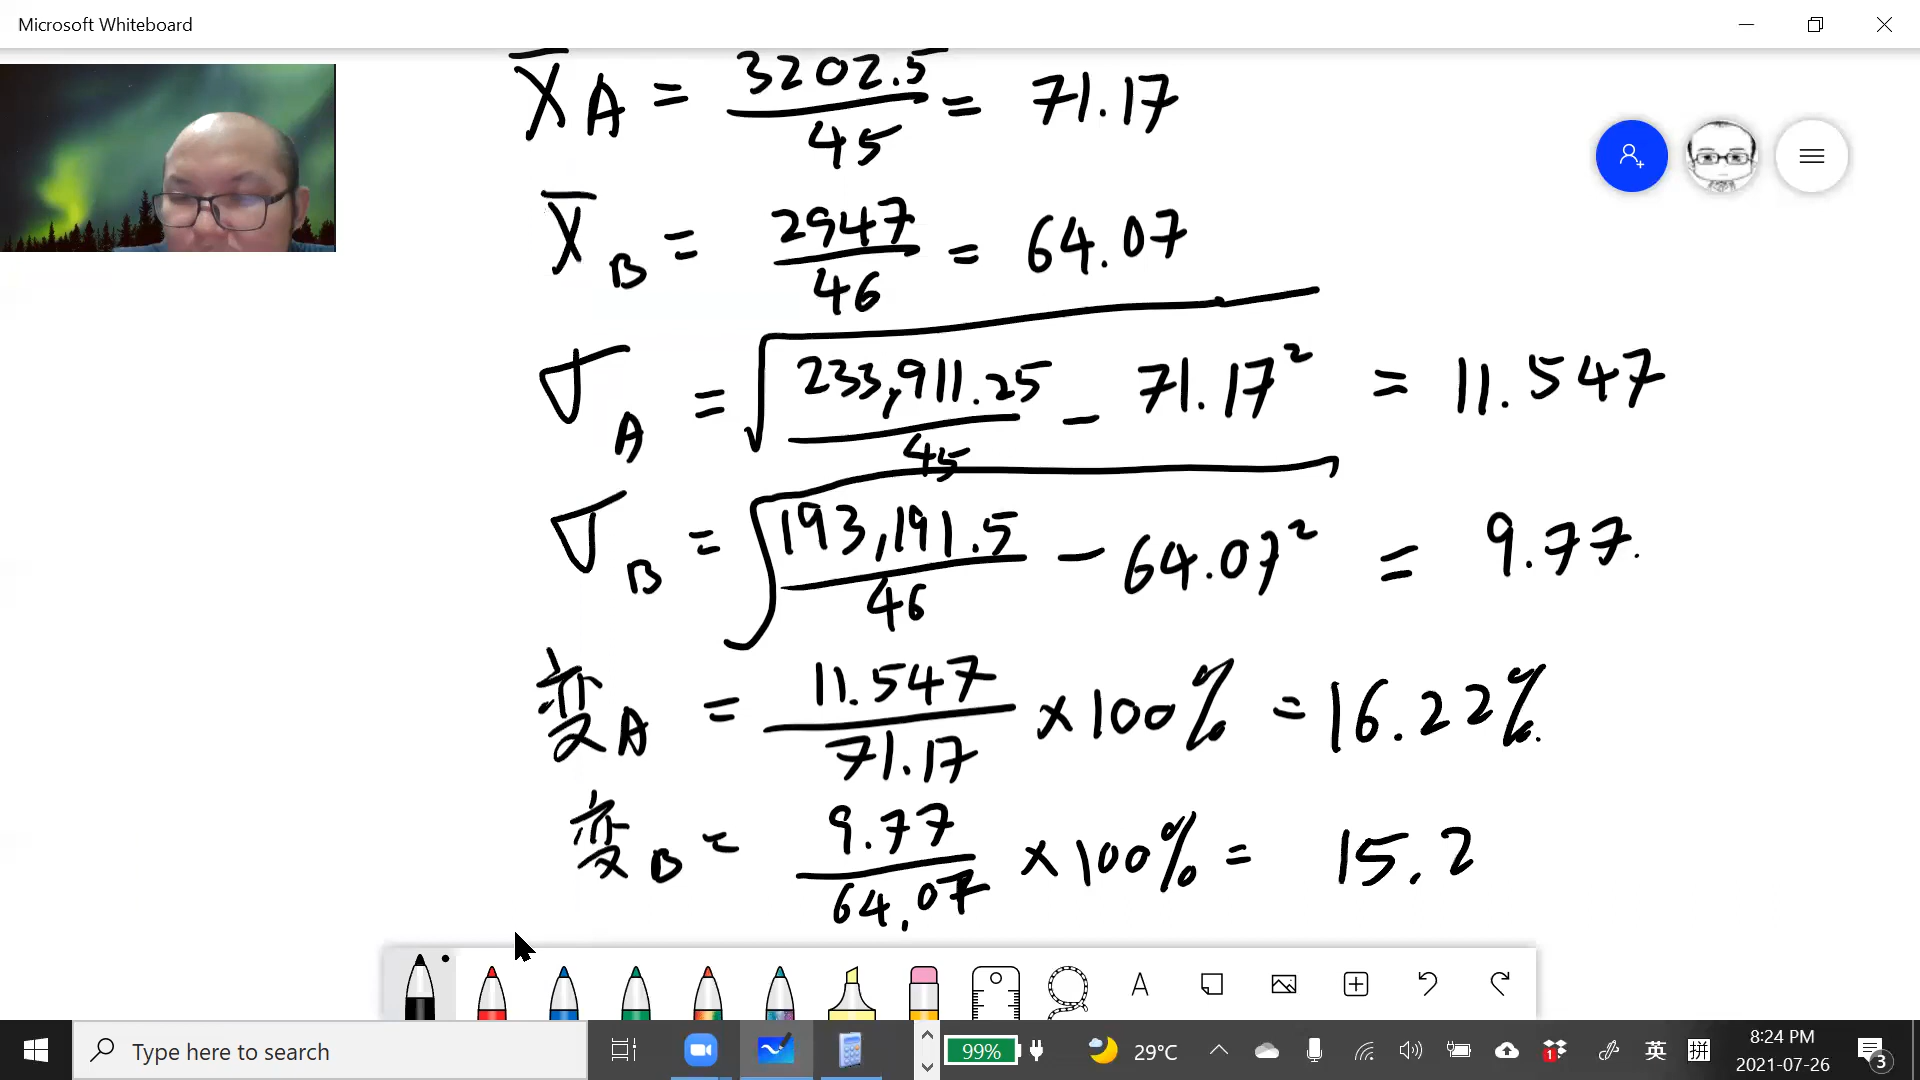 Microsoft Whiteboard
X̄A = 3202.5/45 = 71.17
X̄B = 2947/46 = 64.07
σA = √(233,911.25/45 − 71.17²) = 11.547
σB = √(193,191.5/46 − 64.07²) = 9.77.
变A = 11.547/71.17 × 100% = 16.22%.
变B = 9.77/64.07 × 100% = 15.2
A
Type here to search
99%
29°C
1
英
拼
8:24 PM
2021-07-26
3